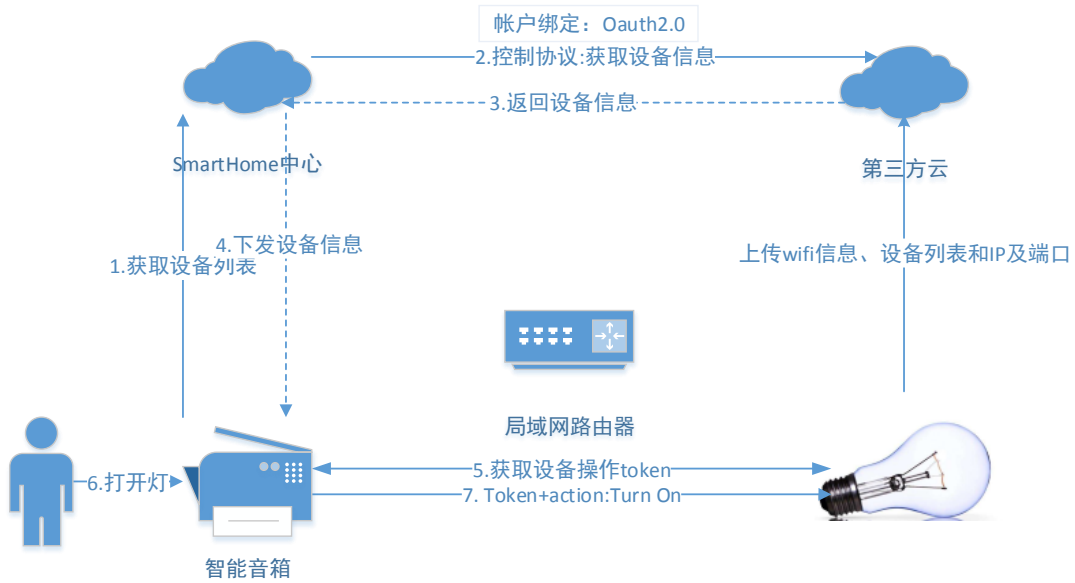 帐户绑定：Oauth2.0
2.控制协议:获取设备信息
3.返回设备信息
SmartHome中心
第三方云
4.下发设备信息
1.获取设备列表
上传wifi信息、设备列表和IP及端口
局域网路由器
5.获取设备操作token
6.打开灯
7. Token+action:Turn On
智能音箱